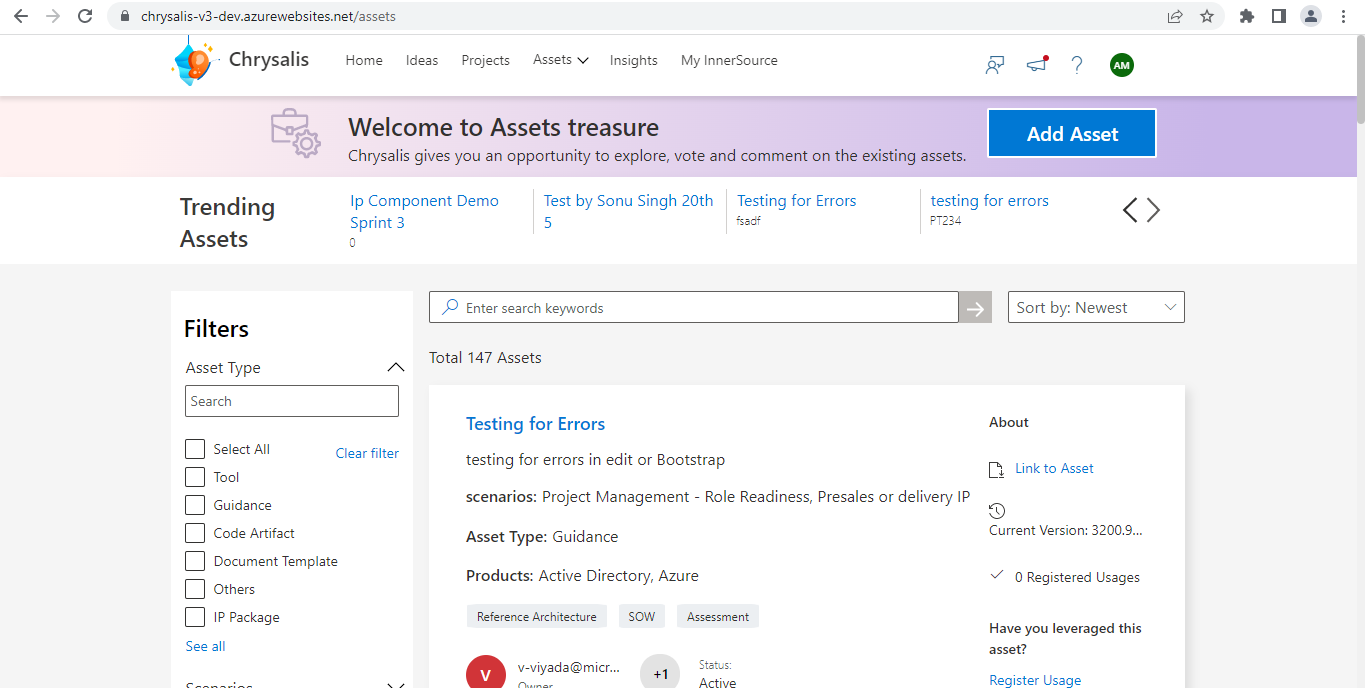 chrysalis-v3-dev.azurewebsites.net/assets
Chrysalis
Home
Ideas
Projects
Assets
Insights
My InnerSource
AM
Welcome to Assets treasure
Chrysalis gives you an opportunity to explore, vote and comment on the existing assets.
Add Asset
Trending
Assets
Ip Component Demo
Sprint 3
0
Test by Sonu Singh 20th
5
Testing for Errors
fsadf
testing for errors
PT234
Filters
Asset Type
Search
Select All
Clear filter
Tool
Guidance
Code Artifact
Document Template
Others
IP Package
See all
Scenarios
Enter search keywords
Sort by: Newest
Total 147 Assets
Testing for Errors
testing for errors in edit or Bootstrap
scenarios: Project Management - Role Readiness, Presales or delivery IP
Asset Type: Guidance
Products: Active Directory, Azure
Reference Architecture
SOW
Assessment
V
v-viyada@micr...
Owner
+1
Status:
Active
About
Link to Asset
Current Version: 3200.9...
0 Registered Usages
Have you leveraged this
asset?
Register Usage